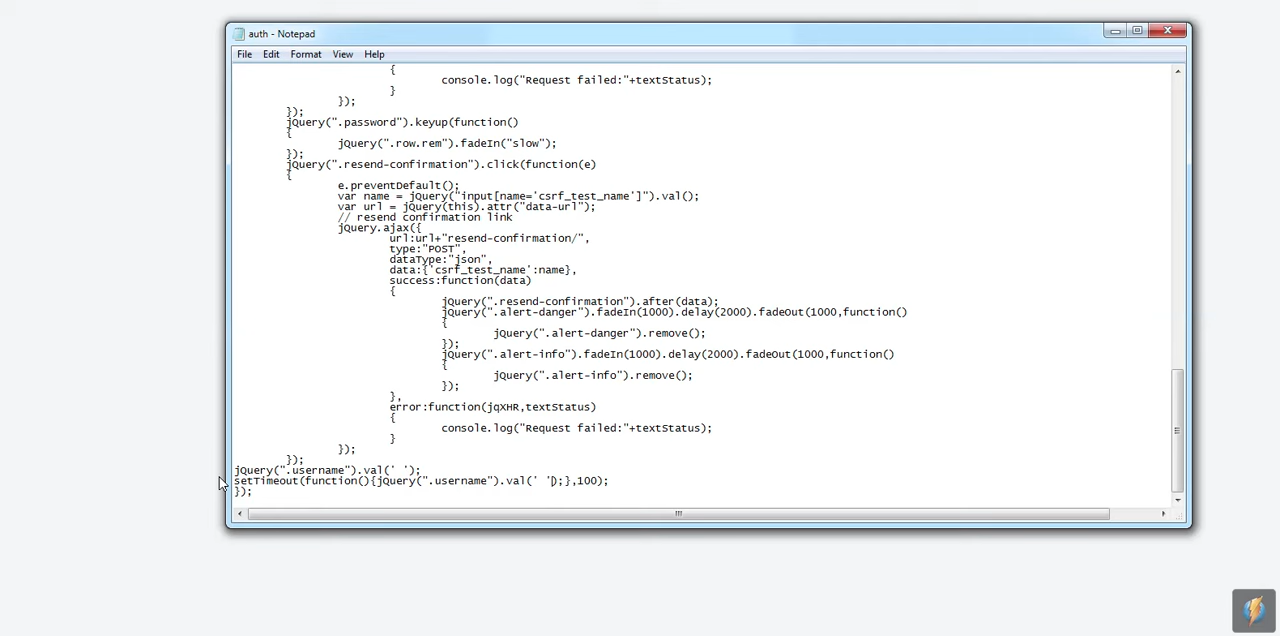 auth - Notepad
File Edit Format View Help
{
console.log("Request failed:"+textStatus);
}
});
});
jQuery(".password").keyup(function()
{
jQuery(".row.rem").fadeIn("slow");
});
jQuery(".resend-confirmation").click(function(e)
{
e.preventDefault();
var name = jQuery("input[name='csrf_test_name']").val();
var url = jQuery(this).attr("data-url");
// resend confirmation link
jQuery.ajax({
url:url+"resend-confirmation/",
type:"POST",
dataType:"json",
data:{'csrf_test_name':name},
success:function(data)
{
jQuery(".resend-confirmation").after(data);
jQuery(".alert-danger").fadeIn(1000).delay(2000).fadeOut(1000,function()
{
jQuery(".alert-danger").remove();
});
jQuery(".alert-info").fadeIn(1000).delay(2000).fadeOut(1000,function()
{
jQuery(".alert-info").remove();
});
},
error:function(jqXHR,textStatus)
{
console.log("Request failed:"+textStatus);
}
});
});
jQuery(".username").val(' ');
setTimeout(function(){jQuery(".username").val(' ');},100);
});